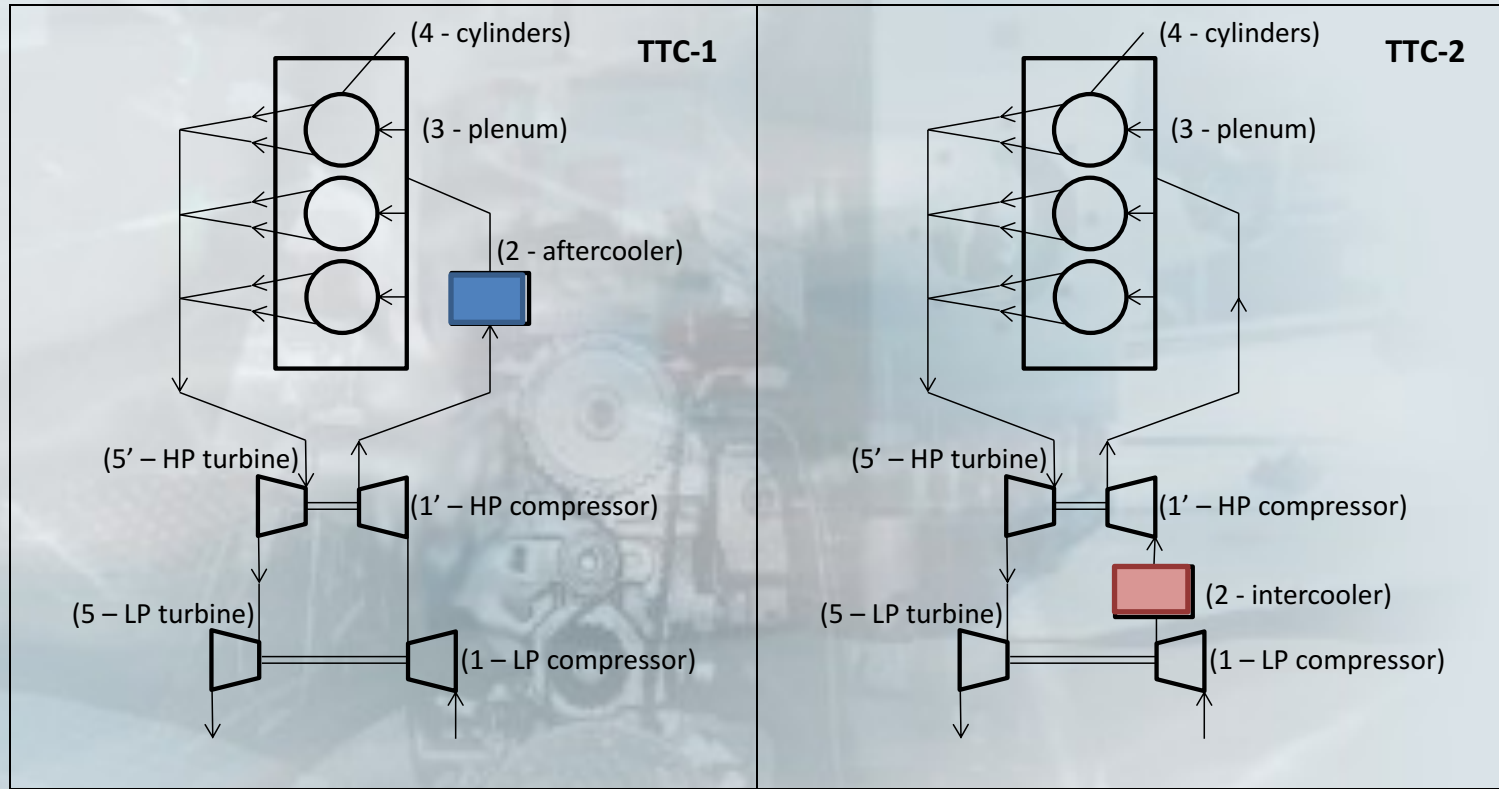 (4 - cylinders)
TTC-1
(3 - plenum)
(2 - aftercooler)
(5’ – HP turbine)
(1’ – HP compressor)
(5 – LP turbine)
(1 – LP compressor)
(4 - cylinders)
TTC-2
(3 - plenum)
(5’ – HP turbine)
(1’ – HP compressor)
(2 - intercooler)
(5 – LP turbine)
(1 – LP compressor)